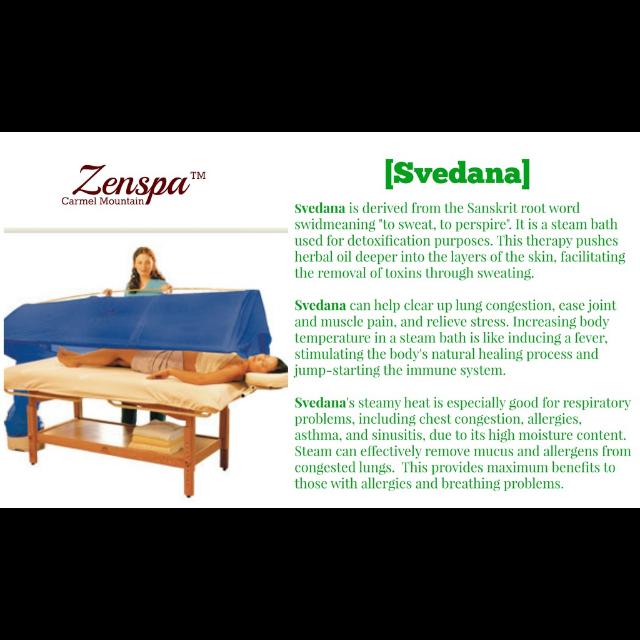 Zenspa™
Carmel Mountain
[Svedana]
Svedana is derived from the Sanskrit root word
swidmeaning "to sweat, to perspire". It is a steam bath
used for detoxification purposes. This therapy pushes
herbal oil deeper into the layers of the skin, facilitating
the removal of toxins through sweating.
Svedana can help clear up lung congestion, ease joint
and muscle pain, and relieve stress. Increasing body
temperature in a steam bath is like inducing a fever,
stimulating the body's natural healing process and
jump-starting the immune system.
Svedana's steamy heat is especially good for respiratory
problems, including chest congestion, allergies,
asthma, and sinusitis, due to its high moisture content.
Steam can effectively remove mucus and allergens from
congested lungs. This provides maximum benefits to
those with allergies and breathing problems.